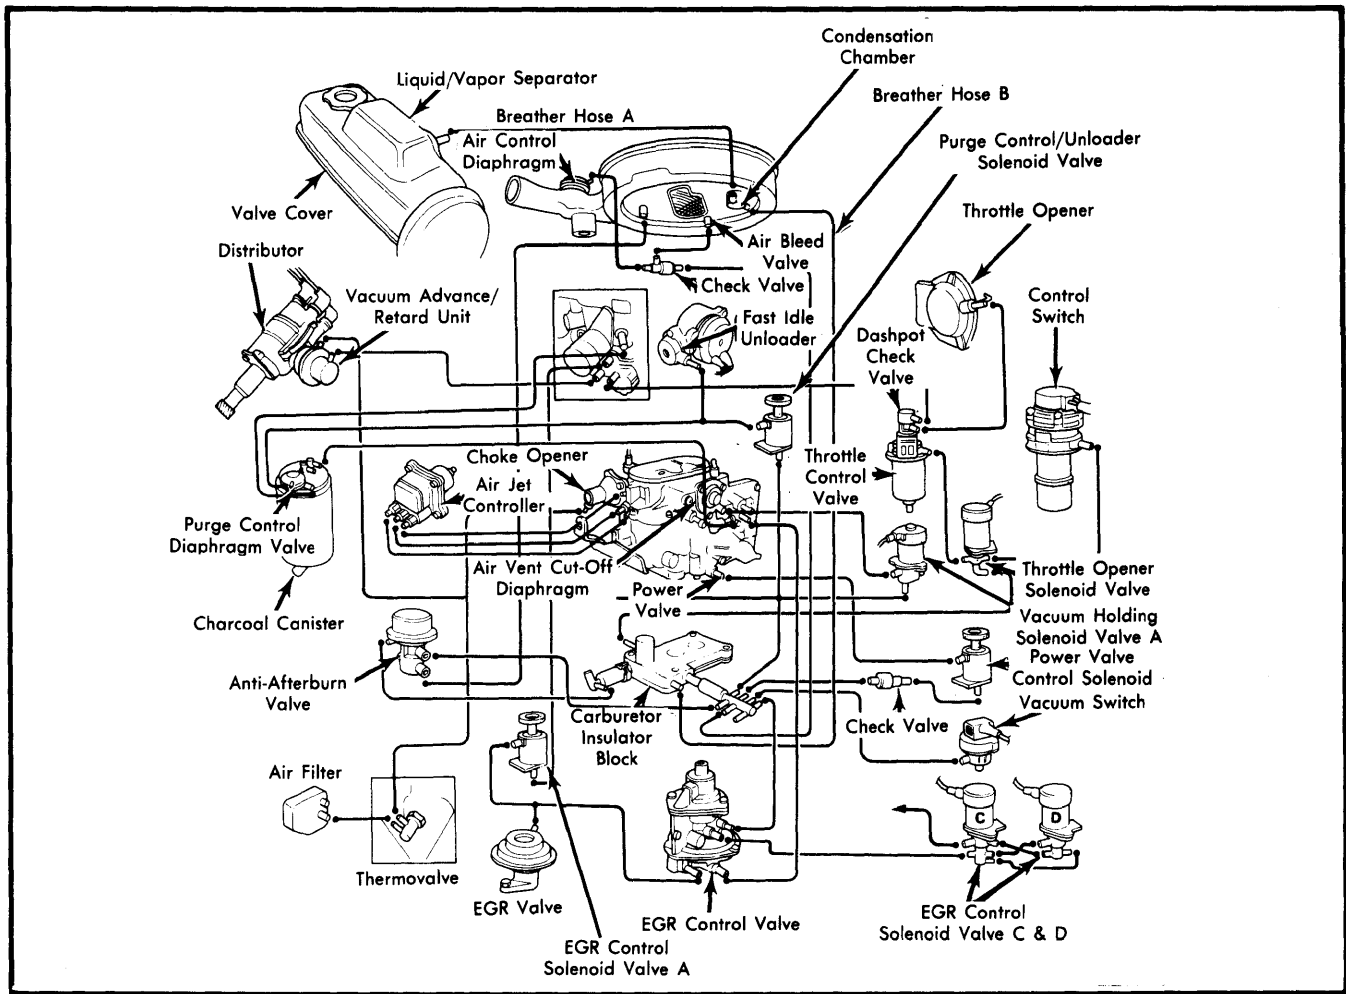 Condensation
Chamber
Liquid/Vapor Separator
Breather Hose B
Breather Hose A
Air Control
Diaphragm
Purge Control/Unloader
Solenoid Valve
Valve Cover
Throttle Opener
Distributor
Air Bleed
Valve
Check Valve
Vacuum Advance/
Retard Unit
Control
Switch
Fast Idle
Unloader
Dashpot
Check
Valve
Choke Opener
Throttle
Control
Valve
Air Jet
Controller
Purge Control
Diaphragm Valve
Air Vent Cut-Off
Diaphragm
Throttle Opener
Solenoid Valve
Power
Valve
Charcoal Canister
Vacuum Holding
Solenoid Valve A
Power Valve
Control Solenoid
Vacuum Switch
Anti-Afterburn
Valve
Carburetor
Insulator
Block
Check Valve
Air Filter
C
D
Thermovalve
EGR Valve
EGR Control Valve
EGR Control
Solenoid Valve C & D
EGR Control
Solenoid Valve A